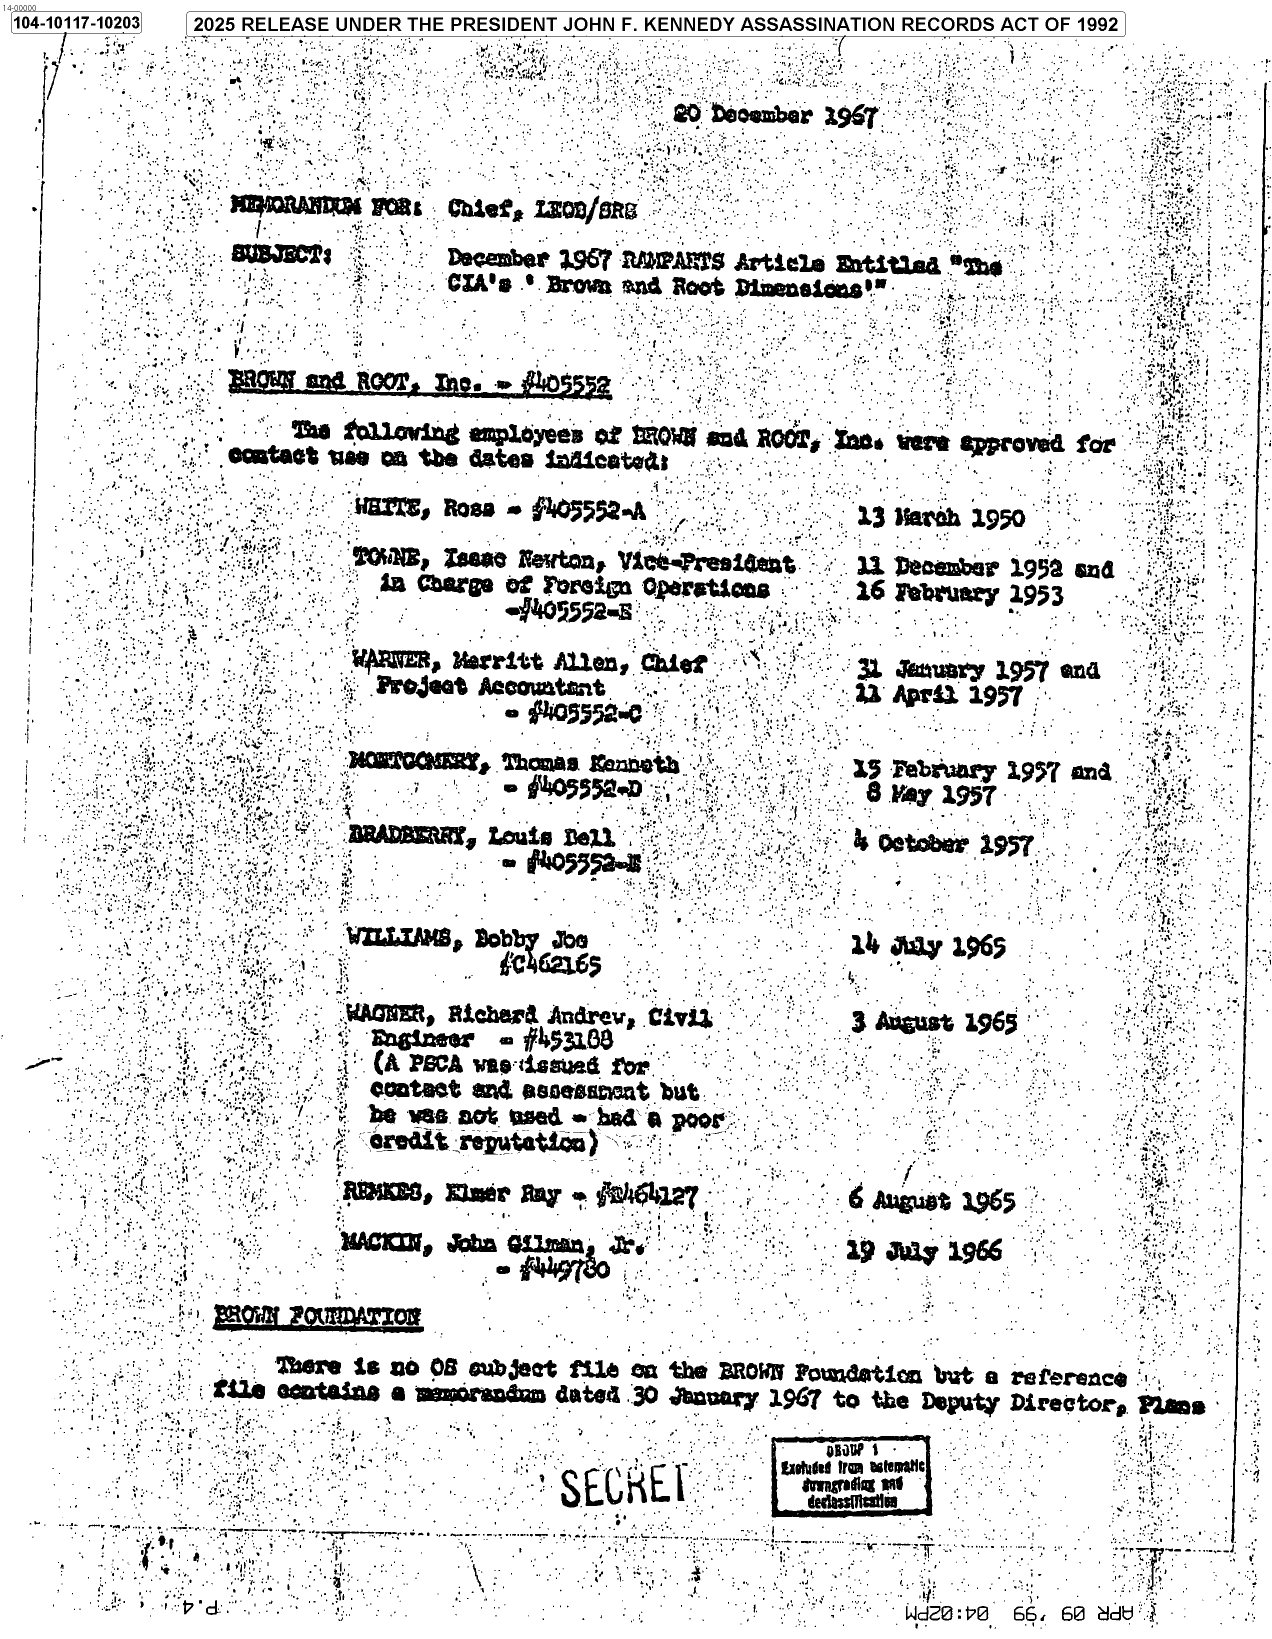 14-00000
104-10117-10203
2025 RELEASE UNDER THE PRESIDENT JOHN F. KENNEDY ASSASSINATION RECORDS ACT OF 1992
20 December 1967
MEMORANDUM FOR: Chief, LEOB/SRS
SUBJECT: December 1967 RAMPARTS Article Entitled "The
CIA's ' Brown and Root Dimensions'"
BROWN and ROOT, Inc. - #405552
The following employees of BROWN and ROOT, Inc. were approved for
contact use on the dates indicated:
WHITE, Ross - #405552-A 13 March 1950
TOWNE, Isaac Newton, Vice-President 11 December 1952 and
in Charge of Foreign Operations 16 February 1953
-#405552-B
WARNER, Merritt Allen, Chief 31 January 1957 and
Project Accountant 11 April 1957
- #405552-C
MONTGOMERY, Thomas Kenneth 15 February 1957 and
- #405552-D 8 May 1957
BRADBERRY, Louis Dell 4 October 1957
- #405552-E
WILLIAMS, Bobby Joe 14 July 1965
#C462165
WAGNER, Richard Andrew, Civil 3 August 1965
Engineer - #453188
(A PSCA was issued for
contact and assessment but
he was not used - had a poor
credit reputation)
REMKES, Elmer Ray - 6 August 1965
MACKIN, John Gilman, Jr. 19 July 1966
- #449780
BROWN FOUNDATION
There is no OS subject file on the BROWN Foundation but a reference
file contains a memorandum dated 30 January 1967 to the Deputy Director, Plans
SECRET
GROUP 1
Excluded from automatic
downgrading and
declassification
P.4
APR 09 '99 04:02PM